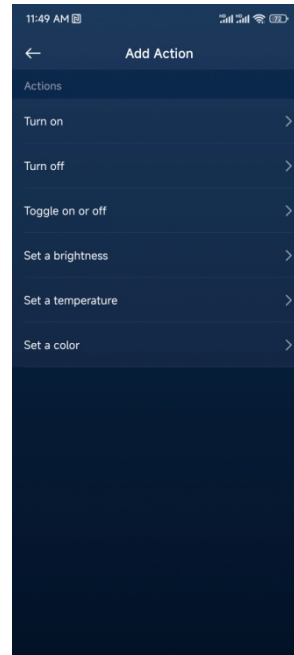 11:49 AM
72
Add Action
Actions
Turn on
Turn off
Toggle on or off
Set a brightness
Set a temperature
Set a color